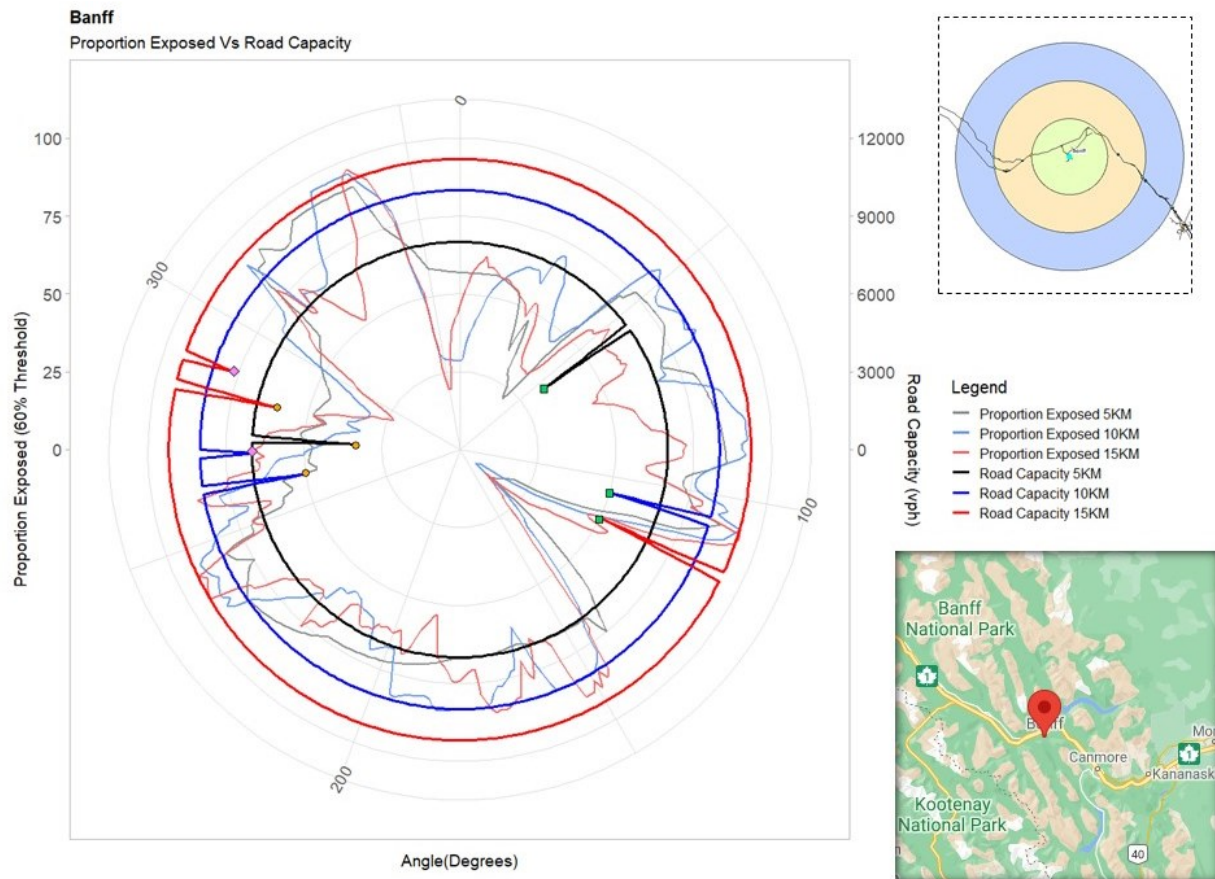 Banff
Proportion Exposed Vs Road Capacity
0
100
200
300
100
75
50
25
0
12000
9000
6000
3000
0
Proportion Exposed (60% Threshold)
Road Capacity (vph)
Angle(Degrees)
Banff
Legend
Proportion Exposed 5KM
Proportion Exposed 10KM
Proportion Exposed 15KM
Road Capacity 5KM
Road Capacity 10KM
Road Capacity 15KM
Banff
National Park
1
Canmore
Mor
1
Kananask
Kootenay
National Park
40